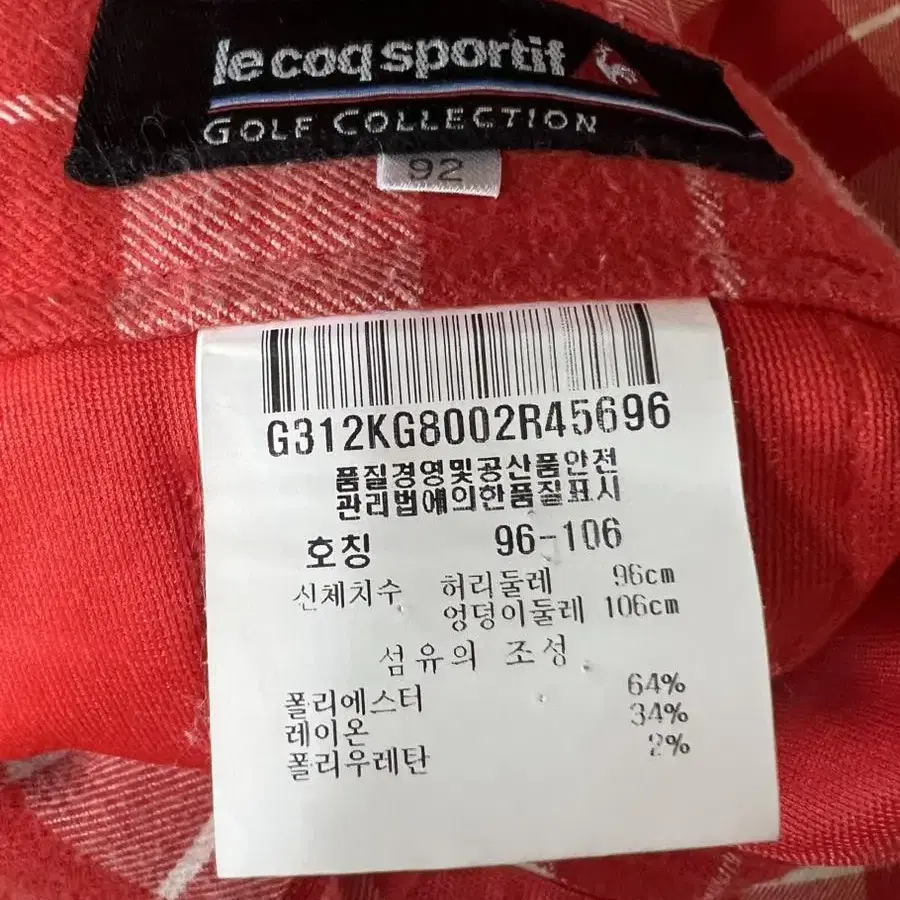 le coq sportif
GOLF COLLECTION
92
G312KG8002R45696
품질경영및공산품안전
관리법에의한품질표시
호칭 96-106
신체치수 허리둘레 96cm
엉덩이둘레 106cm
섬유의 조성
폴리에스터 64%
레이온 34%
폴리우레탄 2%